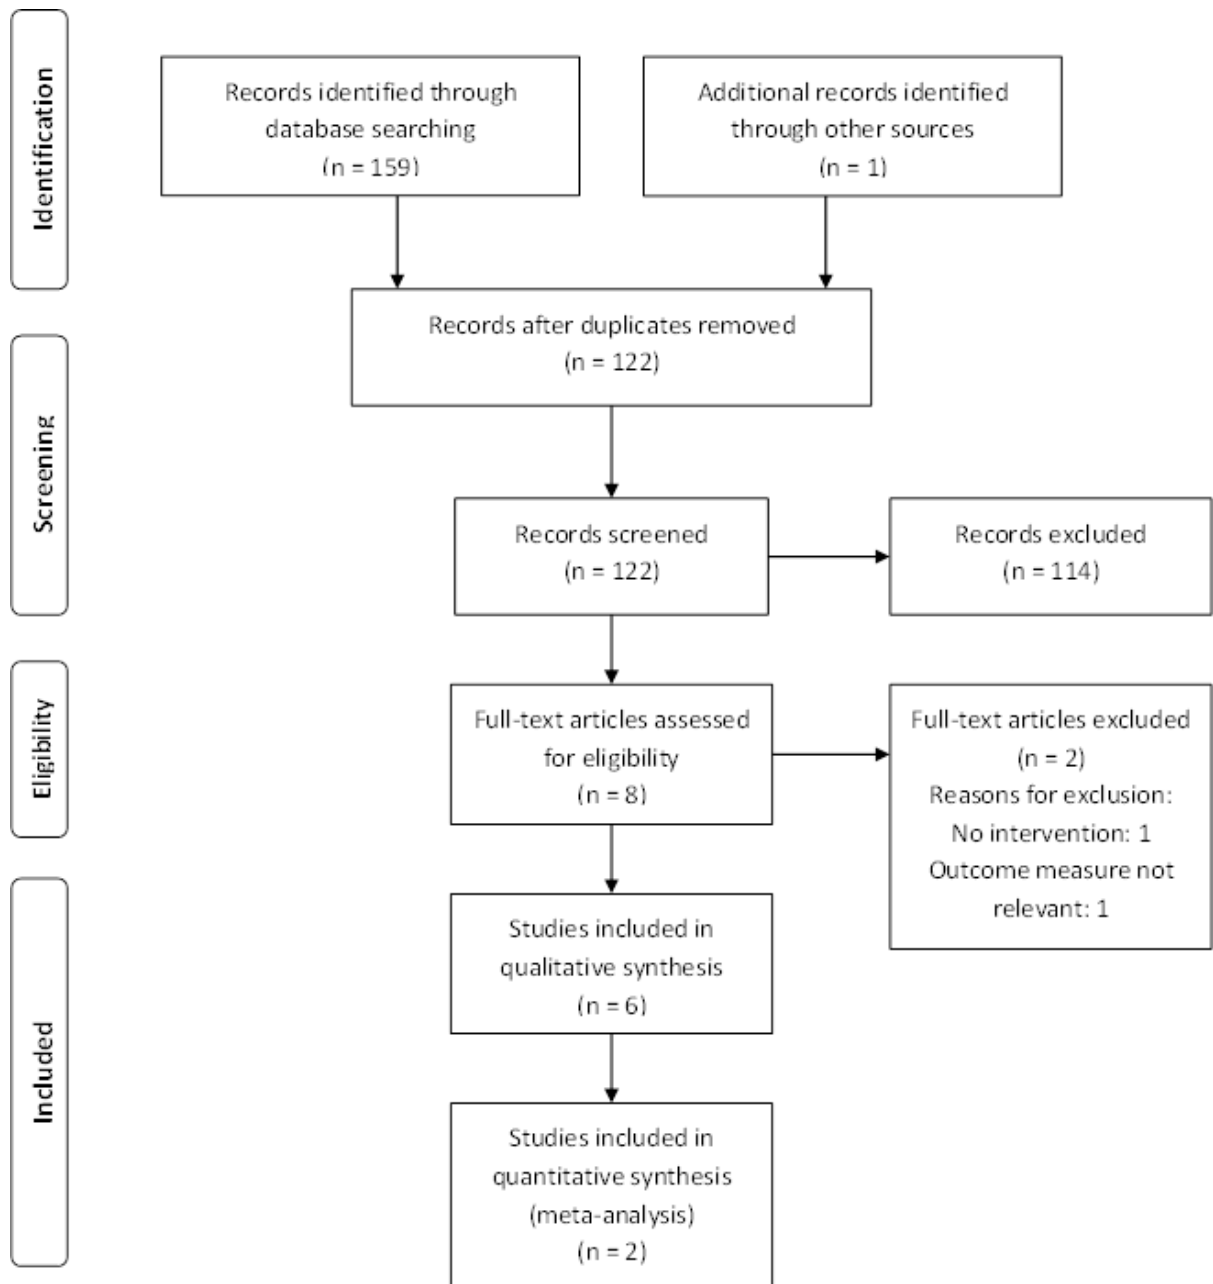 Identification
Records identified through
database searching
(n = 159)
Additional records identified
through other sources
(n = 1)
Records after duplicates removed
(n = 122)
Screening
Records screened
(n = 122)
Records excluded
(n = 114)
Eligibility
Full-text articles assessed
for eligibility
(n = 8)
Full-text articles excluded
(n = 2)
Reasons for exclusion:
No intervention: 1
Outcome measure not
relevant: 1
Included
Studies included in
qualitative synthesis
(n = 6)
Studies included in
quantitative synthesis
(meta-analysis)
(n = 2)